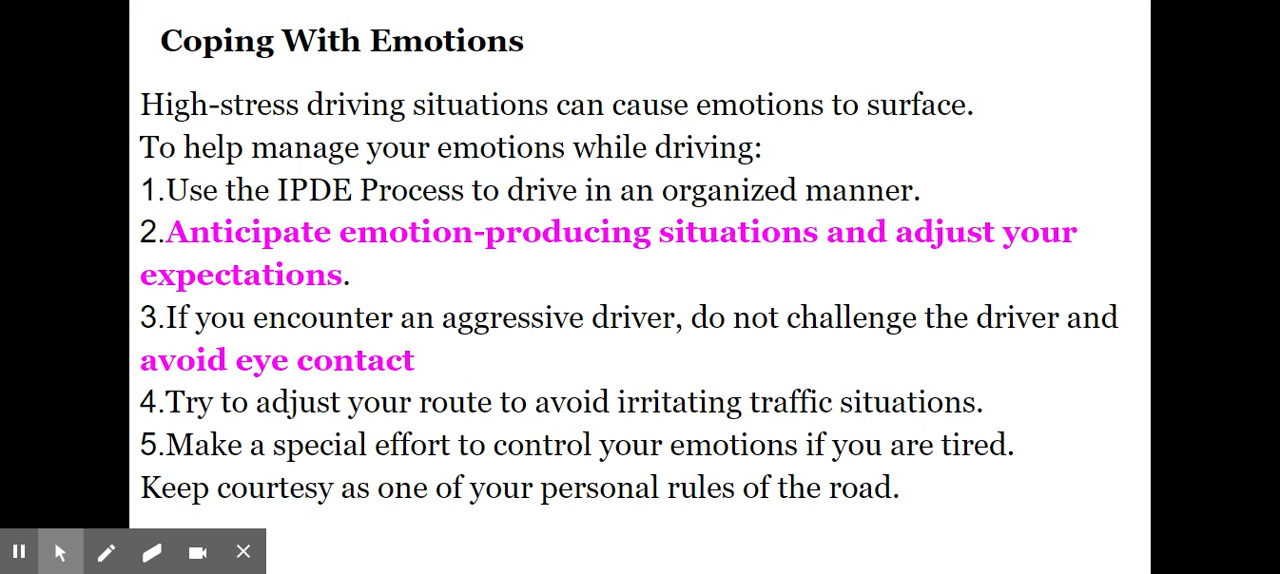 Coping With Emotions
High-stress driving situations can cause emotions to surface.
To help manage your emotions while driving:
1.Use the IPDE Process to drive in an organized manner.
2.Anticipate emotion-producing situations and adjust your
expectations.
3.If you encounter an aggressive driver, do not challenge the driver and
avoid eye contact
4.Try to adjust your route to avoid irritating traffic situations.
5.Make a special effort to control your emotions if you are tired.
Keep courtesy as one of your personal rules of the road.